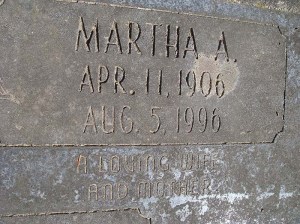 MARTHA A.
APR. 11, 1906
AUG. 5, 1996
A LOVING WIFE
AND MOTHER